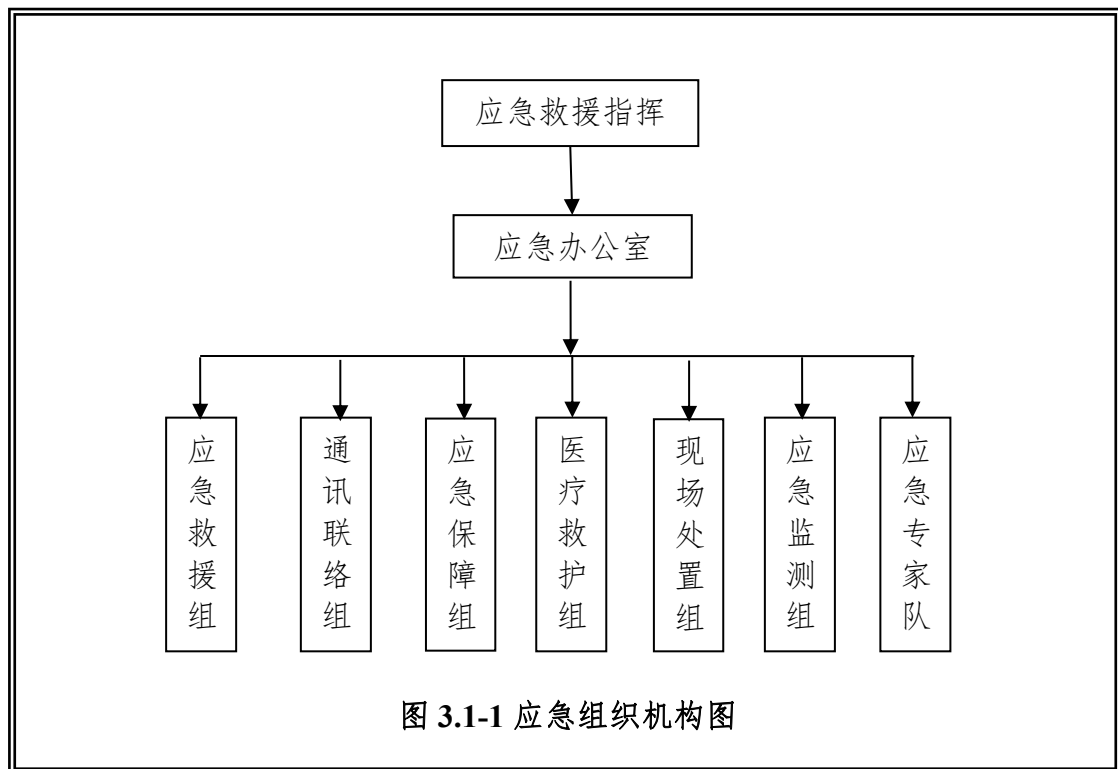 应急救援指挥
应急办公室
应急救援组
通讯联络组
应急保障组
医疗救护组
现场处置组
应急监测组
应急专家队
图 3.1-1 应急组织机构图